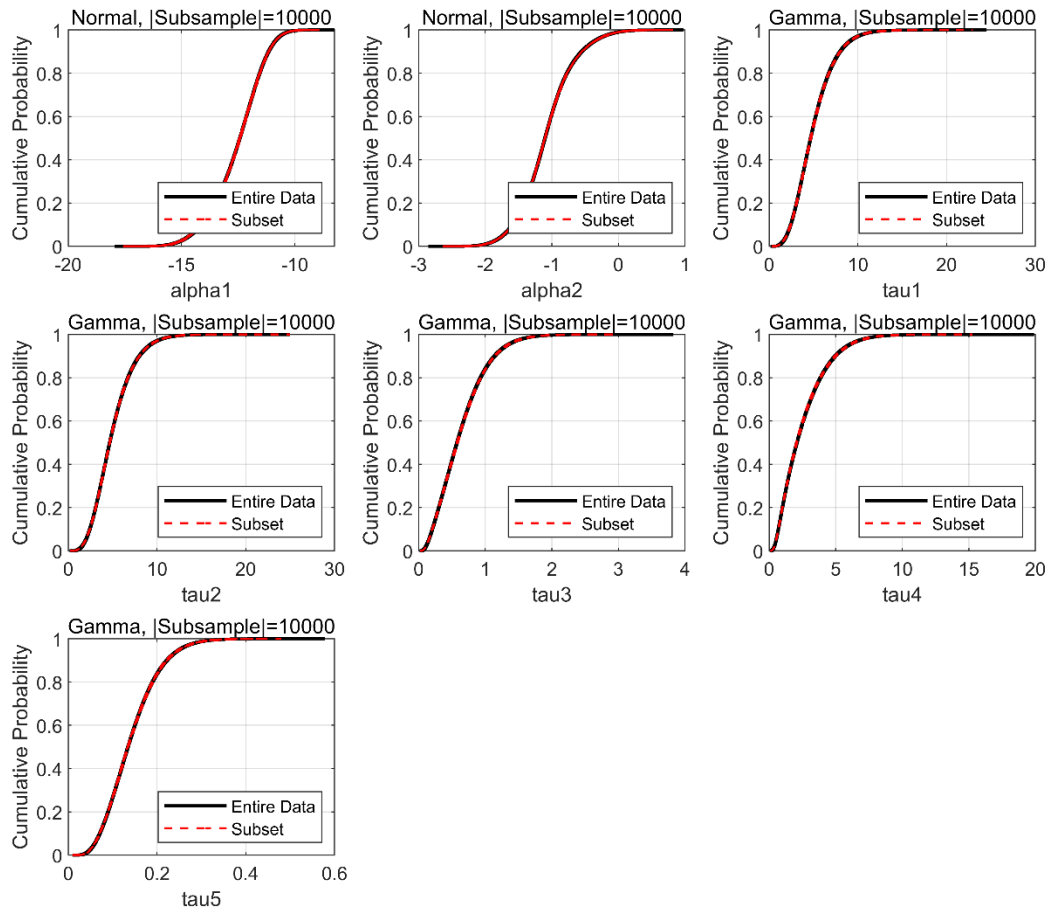 Normal, |Subsample|=10000
Cumulative Probability
1
0.8
0.6
0.4
0.2
0
Entire Data
Subset
-20
-15
-10
alpha1
Normal, |Subsample|=10000
Cumulative Probability
1
0.8
0.6
0.4
0.2
0
Entire Data
Subset
-3
-2
-1
0
1
alpha2
Gamma, |Subsample|=10000
Cumulative Probability
1
0.8
0.6
0.4
0.2
0
Entire Data
Subset
0
10
20
30
tau1
Gamma, |Subsample|=10000
Cumulative Probability
1
0.8
0.6
0.4
0.2
0
Entire Data
Subset
0
10
20
30
tau2
Gamma, |Subsample|=10000
Cumulative Probability
1
0.8
0.6
0.4
0.2
0
Entire Data
Subset
0
1
2
3
4
tau3
Gamma, |Subsample|=10000
Cumulative Probability
1
0.8
0.6
0.4
0.2
0
Entire Data
Subset
0
5
10
15
20
tau4
Gamma, |Subsample|=10000
Cumulative Probability
1
0.8
0.6
0.4
0.2
0
Entire Data
Subset
0
0.2
0.4
0.6
tau5